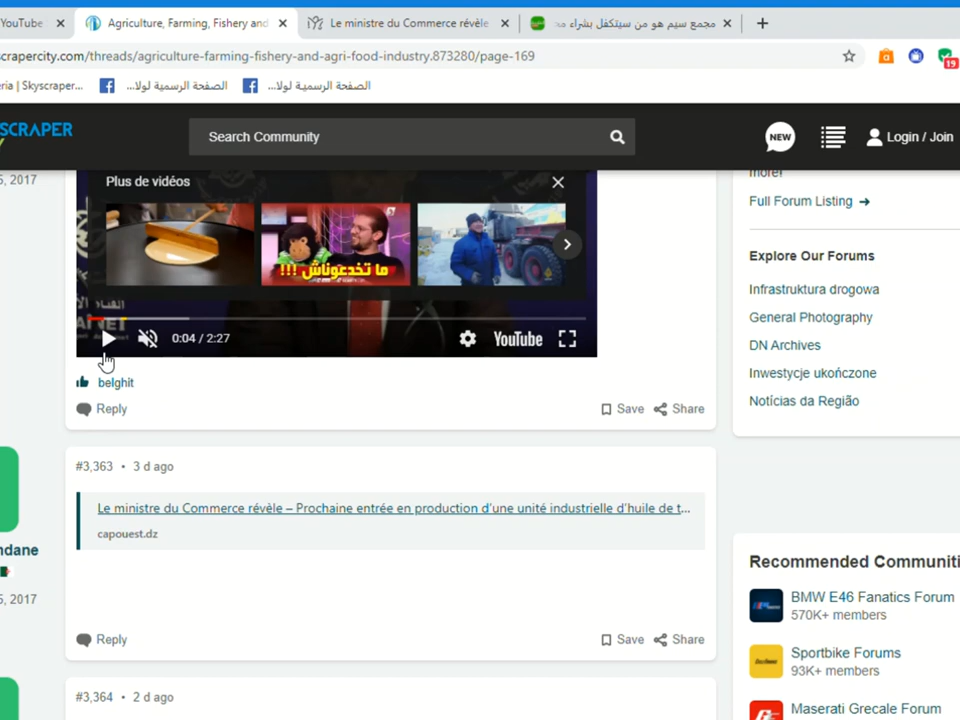 YouTube
Agriculture, Farming, Fishery and
Le ministre du Commerce révèle
مجمع سيم هو من سيتكفل بشراء
scrapercity.com/threads/agriculture-farming-fishery-and-agri-food-industry.873280/page-169
19
eria | Skyscraper...
الصفحة الرسمية لولا...
الصفحة الرسمية لولا...
SCRAPER
Search Community
NEW
Login / Join
5, 2017
Plus de vidéos
ما تخدعوناش !!!
0:04 / 2:27
YouTube
belghit
Reply
Save
Share
#3,363 • 3 d ago
Le ministre du Commerce révèle – Prochaine entrée en production d'une unité industrielle d'huile de t...
capouest.dz
ndane
5, 2017
Reply
Save
Share
#3,364 • 2 d ago
more!
Full Forum Listing →
Explore Our Forums
Infrastruktura drogowa
General Photography
DN Archives
Inwestycje ukończone
Notícias da Região
Recommended Communiti
BMW E46 Fanatics Forum
570K+ members
Sportbike Forums
93K+ members
Maserati Grecale Forum